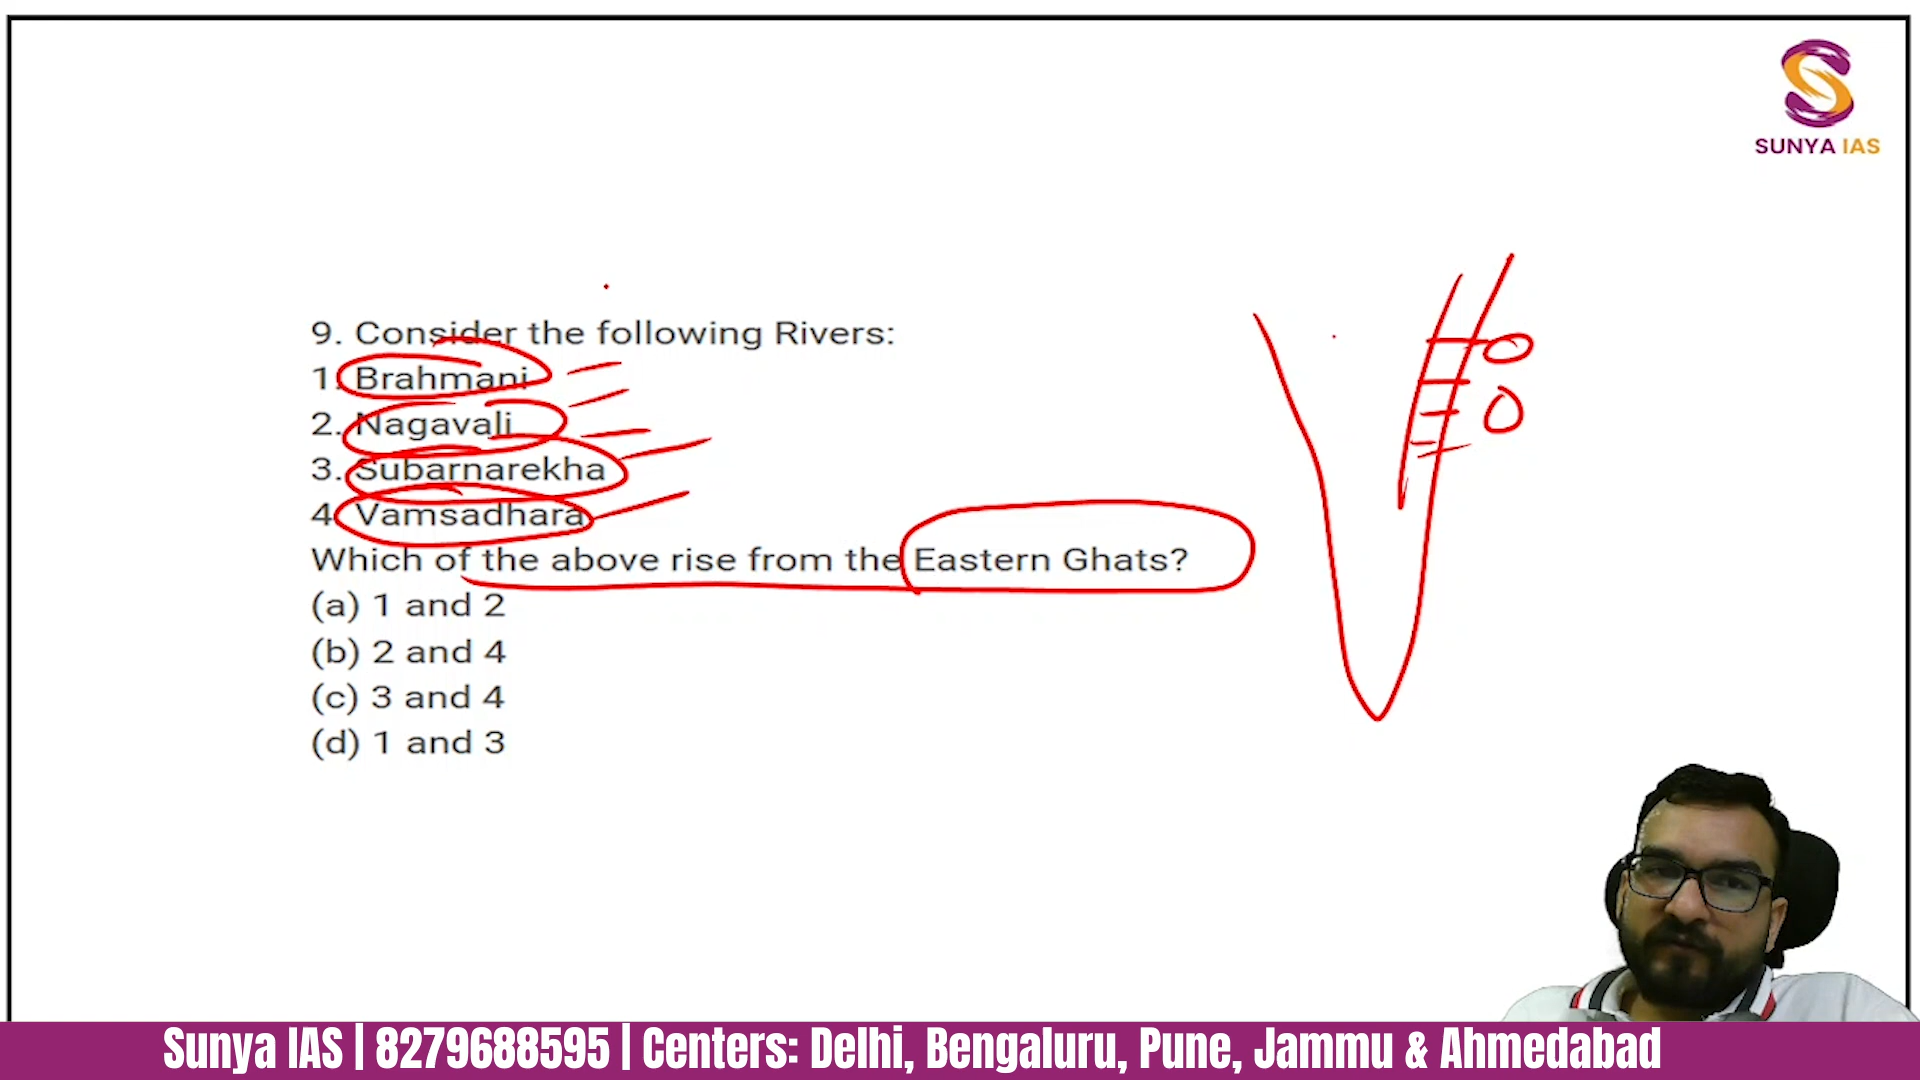 SUNYA IAS
9. Consider the following Rivers:
1. Brahmani
2. Nagavali
3. Subarnarekha
4 Vamsadhara
Which of the above rise from the Eastern Ghats?
(a) 1 and 2
(b) 2 and 4
(c) 3 and 4
(d) 1 and 3
Sunya IAS | 8279688595 | Centers: Delhi, Bengaluru, Pune, Jammu & Ahmedabad